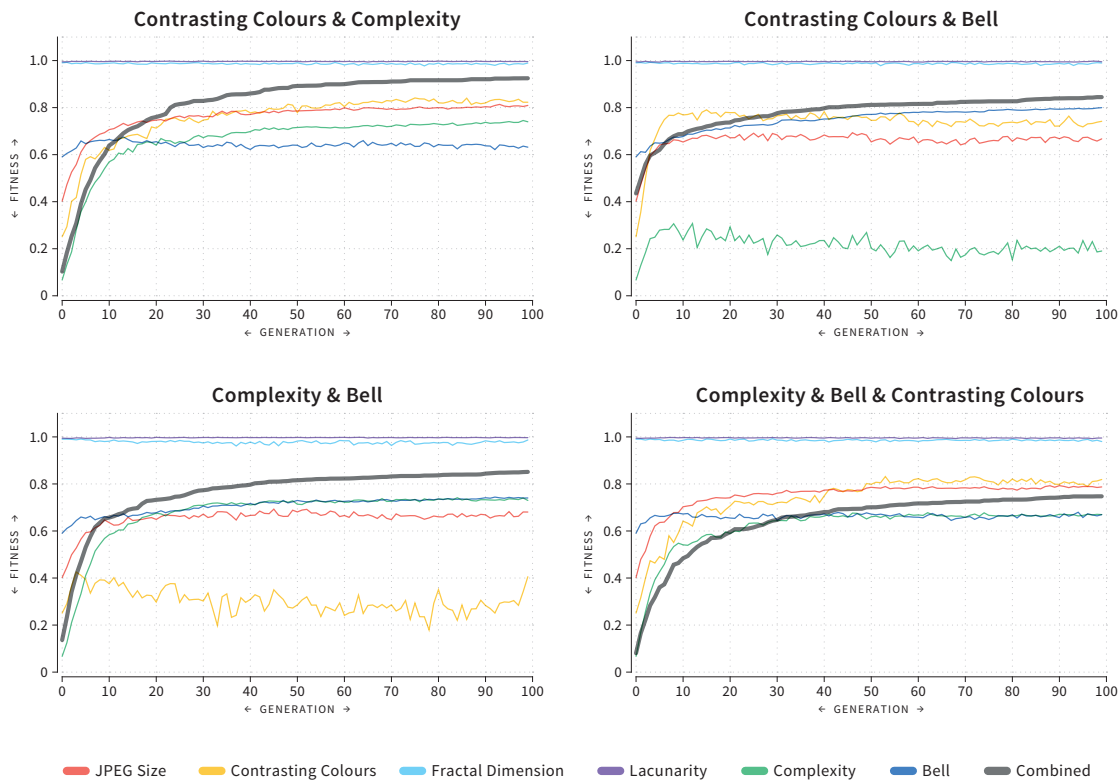 Contrasting Colours & Complexity
Contrasting Colours & Bell
← FITNESS →
1.0
0.8
0.6
0.4
0.2
0
0 10 20 30 40 50 60 70 80 90 100
← GENERATION →
← FITNESS →
1.0
0.8
0.6
0.4
0.2
0
0 10 20 30 40 50 60 70 80 90 100
← GENERATION →
Complexity & Bell
Complexity & Bell & Contrasting Colours
← FITNESS →
1.0
0.8
0.6
0.4
0.2
0
0 10 20 30 40 50 60 70 80 90 100
← GENERATION →
← FITNESS →
1.0
0.8
0.6
0.4
0.2
0
0 10 20 30 40 50 60 70 80 90 100
← GENERATION →
JPEG Size Contrasting Colours Fractal Dimension Lacunarity Complexity Bell Combined